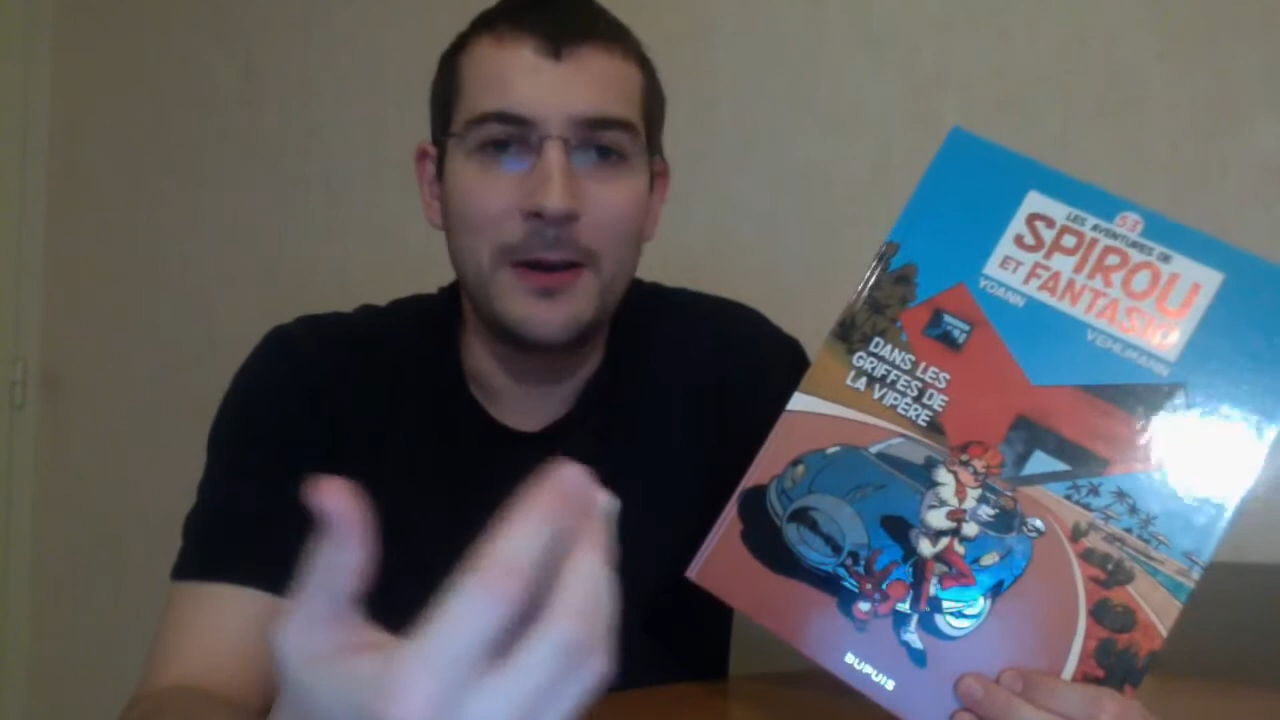 53
LES AVENTURES DE
SPIROU
ET FANTASIO
YOANN
VEHLMANN
DANS LES
GRIFFES DE
LA VIPÈRE
DUPUIS